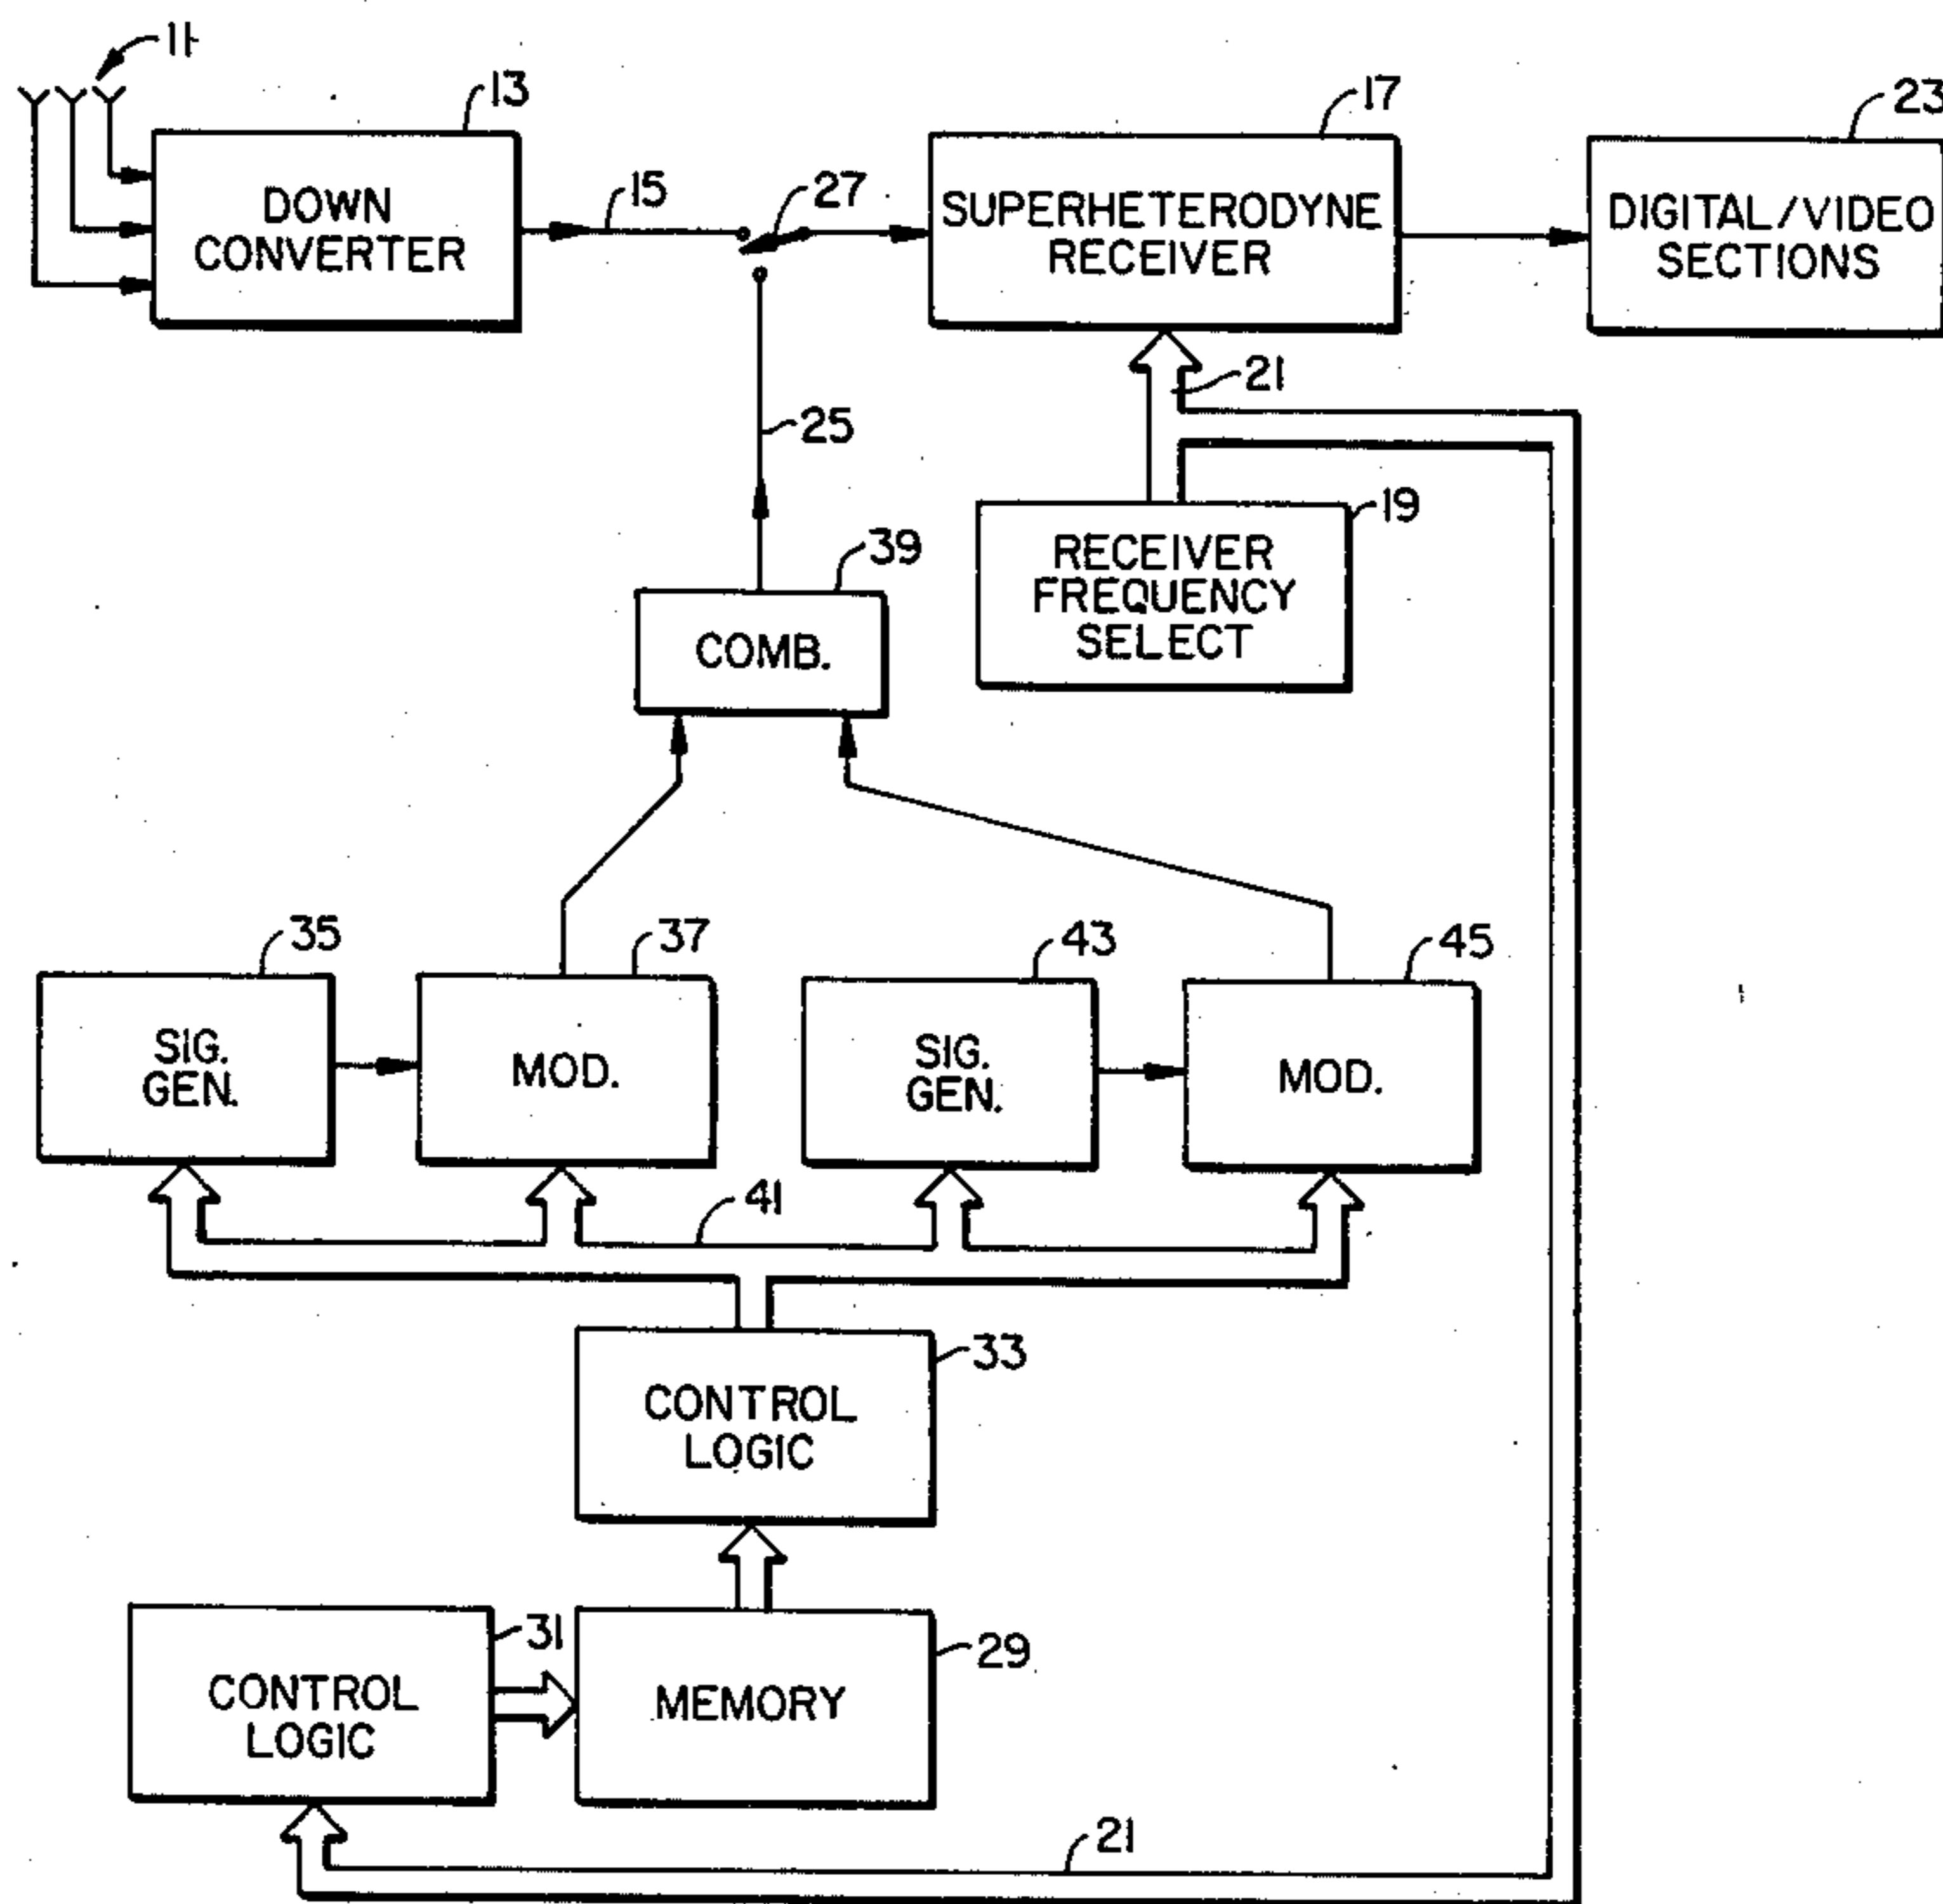 11
13
DOWN
CONVERTER
15
27
17
SUPERHETERODYNE
RECEIVER
23
DIGITAL/VIDEO
SECTIONS
21
25
19
RECEIVER
FREQUENCY
SELECT
39
COMB.
35
SIG.
GEN.
37
MOD.
43
SIG.
GEN.
45
MOD.
41
33
CONTROL
LOGIC
31
CONTROL
LOGIC
29
MEMORY
21